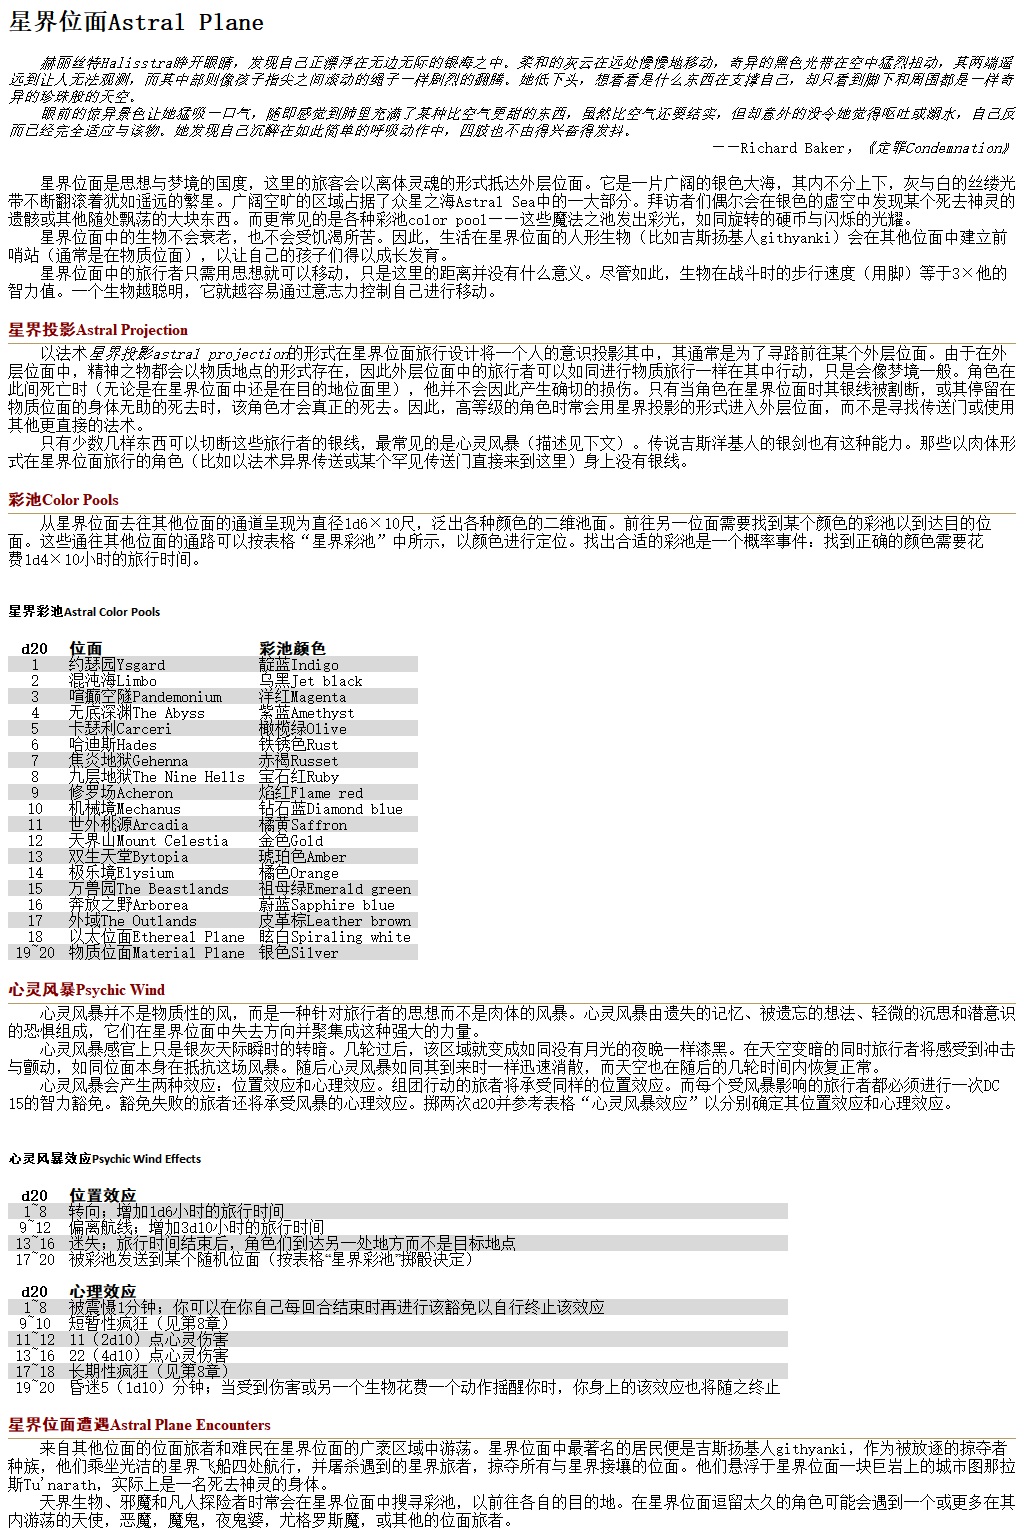 星界位面Astral Plane
赫丽丝特Halisstra睁开眼睛，发现自己正漂浮在无边无际的银海之中。柔和的灰云在远处慢慢地移动，奇异的黑色光带在空中猛烈扭动，其两端遥
远到让人无法观测，而其中部则像孩子指尖之间滚动的绳子一样剧烈的翻腾。她低下头，想看看是什么东西在支撑自己，却只看到脚下和周围都是一样奇
异的珍珠般的天空。
眼前的惊异景色让她猛吸一口气，随即感觉到肺里充满了某种比空气更甜的东西，虽然比空气还要结实，但却意外的没令她觉得呕吐或溺水，自己反
而已经完全适应与该物。她发现自己沉醉在如此简单的呼吸动作中，四肢也不由得兴奋得发抖。
——Richard Baker，《定罪Condemnation》
星界位面是思想与梦境的国度，这里的旅客会以离体灵魂的形式抵达外层位面。它是一片广阔的银色大海，其内不分上下，灰与白的丝缕光
带不断翻滚着犹如遥远的繁星。广阔空旷的区域占据了众星之海Astral Sea中的一大部分。拜访者们偶尔会在银色的虚空中发现某个死去神灵的
遗骸或其他随处飘荡的大块东西。而更常见的是各种彩池color pool——这些魔法之池发出彩光，如同旋转的硬币与闪烁的光耀。
星界位面中的生物不会衰老，也不会受饥渴所苦。因此，生活在星界位面的人形生物（比如吉斯扬基人githyanki）会在其他位面中建立前
哨站（通常是在物质位面），以让自己的孩子们得以成长发育。
星界位面中的旅行者只需用思想就可以移动，只是这里的距离并没有什么意义。尽管如此，生物在战斗时的步行速度（用脚）等于3×他的
智力值。一个生物越聪明，它就越容易通过意志力控制自己进行移动。
星界投影Astral Projection
以法术星界投影astral projection的形式在星界位面旅行设计将一个人的意识投影其中，其通常是为了寻路前往某个外层位面。由于在外
层位面中，精神之物都会以物质地点的形式存在，因此外层位面中的旅行者可以如同进行物质旅行一样在其中行动，只是会像梦境一般。角色在
此间死亡时（无论是在星界位面中还是在目的地位面里），他并不会因此产生确切的损伤。只有当角色在星界位面时其银线被割断，或其停留在
物质位面的身体无助的死去时，该角色才会真正的死去。因此，高等级的角色时常会用星界投影的形式进入外层位面，而不是寻找传送门或使用
其他更直接的法术。
只有少数几样东西可以切断这些旅行者的银线，最常见的是心灵风暴（描述见下文）。传说吉斯洋基人的银剑也有这种能力。那些以肉体形
式在星界位面旅行的角色（比如以法术异界传送或某个罕见传送门直接来到这里）身上没有银线。
彩池Color Pools
从星界位面去往其他位面的通道呈现为直径1d6×10尺，泛出各种颜色的二维池面。前往另一位面需要找到某个颜色的彩池以到达目的位
面。这些通往其他位面的通路可以按表格“星界彩池”中所示，以颜色进行定位。找出合适的彩池是一个概率事件：找到正确的颜色需要花
费1d4×10小时的旅行时间。
星界彩池Astral Color Pools
d20 位面 彩池颜色
1 约瑟园Ysgard 靛蓝Indigo
2 混沌海Limbo 乌黑Jet black
3 喧癫空隧Pandemonium 洋红Magenta
4 无底深渊The Abyss 紫蓝Amethyst
5 卡瑟利Carceri 橄榄绿Olive
6 哈迪斯Hades 铁锈色Rust
7 焦炎地狱Gehenna 赤褐Russet
8 九层地狱The Nine Hells 宝石红Ruby
9 修罗场Acheron 焰红Flame red
10 机械境Mechanus 钻石蓝Diamond blue
11 世外桃源Arcadia 橘黄Saffron
12 天界山Mount Celestia 金色Gold
13 双生天堂Bytopia 琥珀色Amber
14 极乐境Elysium 橘色Orange
15 万兽园The Beastlands 祖母绿Emerald green
16 奔放之野Arborea 蔚蓝Sapphire blue
17 外域The Outlands 皮革棕Leather brown
18 以太位面Ethereal Plane 眩白Spiraling white
19~20 物质位面Material Plane 银色Silver
心灵风暴Psychic Wind
心灵风暴并不是物质性的风，而是一种针对旅行者的思想而不是肉体的风暴。心灵风暴由遗失的记忆、被遗忘的想法、轻微的沉思和潜意识
的恐惧组成，它们在星界位面中失去方向并聚集成这种强大的力量。
心灵风暴感官上只是银灰天际瞬时的转暗。几轮过后，该区域就变成如同没有月光的夜晚一样漆黑。在天空变暗的同时旅行者将感受到冲击
与颤动，如同位面本身在抵抗这场风暴。随后心灵风暴如同其到来时一样迅速消散，而天空也在随后的几轮时间内恢复正常。
心灵风暴会产生两种效应：位置效应和心理效应。组团行动的旅者将承受同样的位置效应。而每个受风暴影响的旅行者都必须进行一次DC
15的智力豁免。豁免失败的旅者还将承受风暴的心理效应。掷两次d20并参考表格“心灵风暴效应”以分别确定其位置效应和心理效应。
心灵风暴效应Psychic Wind Effects
d20 位置效应
1~8 转向；增加1d6小时的旅行时间
9~12 偏离航线；增加3d10小时的旅行时间
13~16 迷失；旅行时间结束后，角色们到达另一处地方而不是目标地点
17~20 被彩池发送到某个随机位面（按表格“星界彩池”掷骰决定）
d20 心理效应
1~8 被震慑1分钟；你可以在你自己每回合结束时再进行该豁免以自行终止该效应
9~10 短暂性疯狂（见第8章）
11~12 11（2d10）点心灵伤害
13~16 22（4d10）点心灵伤害
17~18 长期性疯狂（见第8章）
19~20 昏迷5（1d10）分钟；当受到伤害或另一个生物花费一个动作摇醒你时，你身上的该效应也将随之终止
星界位面遭遇Astral Plane Encounters
来自其他位面的位面旅者和难民在星界位面的广袤区域中游荡。星界位面中最著名的居民便是吉斯扬基人githyanki，作为被放逐的掠夺者
种族，他们乘坐光洁的星界飞船四处航行，并屠杀遇到的星界旅者，掠夺所有与星界接壤的位面。他们悬浮于星界位面一块巨岩上的城市图那拉
斯Tu'narath，实际上是一名死去神灵的身体。
天界生物、邪魔和凡人探险者时常会在星界位面中搜寻彩池，以前往各自的目的地。在星界位面逗留太久的角色可能会遇到一个或更多在其
内游荡的天使，恶魔，魔鬼，夜鬼婆，尤格罗斯魔，或其他的位面旅者。